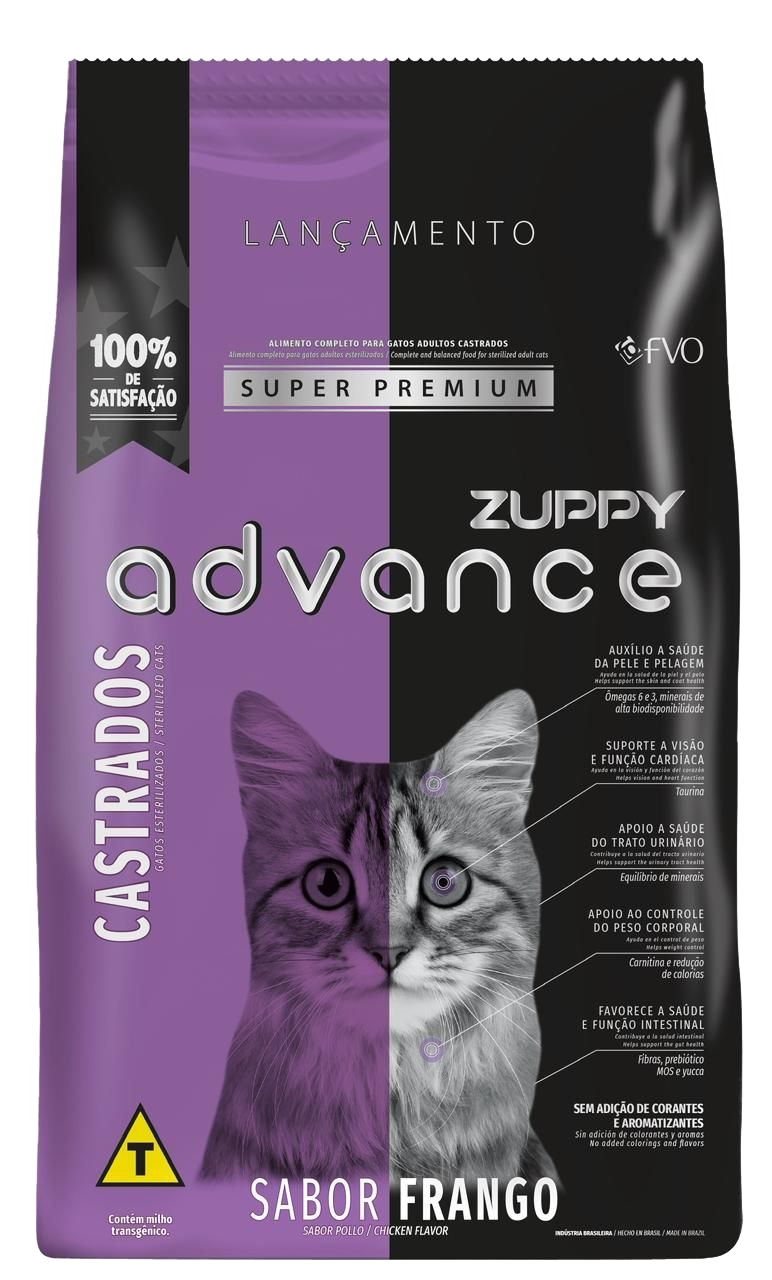 LANÇAMENTO
100%
DE
SATISFAÇÃO
ALIMENTO COMPLETO PARA GATOS ADULTOS CASTRADOS
Alimento completo para gatos adultos esterilizados / Complete and balanced food for sterilized adult cats
SUPER PREMIUM
fVO
ZUPPY
advance
CASTRADOS
GATOS ESTERILIZADOS / STERILIZED CATS
AUXÍLIO A SAÚDE
DA PELE E PELAGEM
Ayuda en la salud de la piel y el pelo
Helps support the skin and coat health
Ômegas 6 e 3, minerais de
alta biodisponibilidade
SUPORTE A VISÃO
E FUNÇÃO CARDÍACA
Ayuda en la visión y función del corazón
Helps vision and heart function
Taurina
APOIO A SAÚDE
DO TRATO URINÁRIO
Contribuye a la salud del tracto urinario
Helps support the urinary tract health
Equilíbrio de minerais
APOIO AO CONTROLE
DO PESO CORPORAL
Ayuda en el control de peso
Helps weight control
Carnitina e redução
de calorias
FAVORECE A SAÚDE
E FUNÇÃO INTESTINAL
Contribuye a la salud intestinal
Helps support the gut health
Fibras, prebiótico
MOS e yucca
SEM ADIÇÃO DE CORANTES
E AROMATIZANTES
Sin adición de colorantes y aromas
No added colorings and flavors
T
Contém milho
transgênico.
SABOR FRANGO
SABOR POLLO / CHICKEN FLAVOR
INDÚSTRIA BRASILEIRA / HECHO EN BRASIL / MADE IN BRAZIL